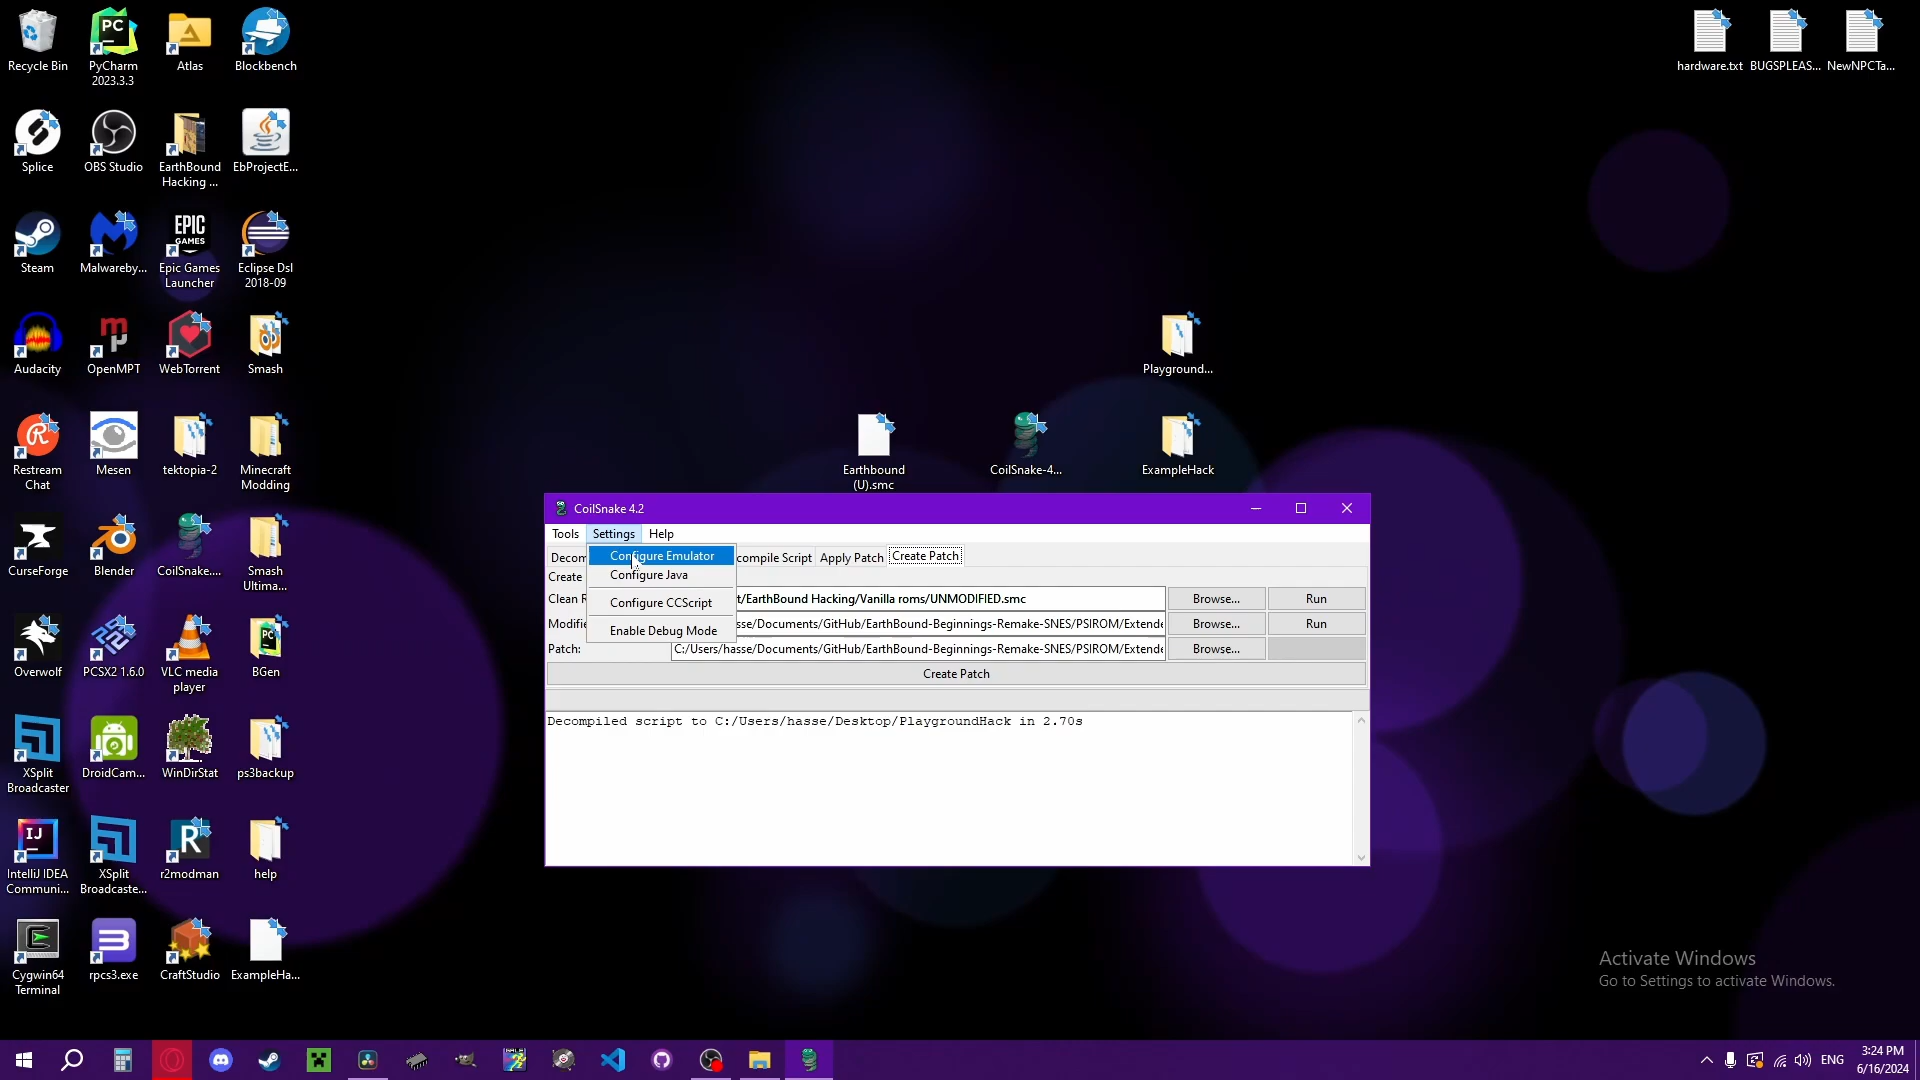 Recycle Bin
PyCharm
2023.3.3
Atlas
Blockbench
hardware.txt
BUGSPLEAS...
NewNPCTa...
Splice
OBS Studio
EarthBound
Hacking ...
EbProjectE...
Steam
Malwareby...
EPIC
GAMES
Epic Games
Launcher
Eclipse Dsl
2018-09
Audacity
OpenMPT
WebTorrent
Smash
Playground...
Restream
Chat
Mesen
tektopia-2
Minecraft
Modding
Earthbound
(U).smc
CoilSnake-4...
ExampleHack
CurseForge
Blender
CoilSnake....
Smash
Ultima...
Overwolf
PCSX2 1.6.0
VLC media
player
BGen
XSplit
Broadcaster
DroidCam...
WinDirStat
ps3backup
IntelliJ IDEA
Communi...
XSplit
Broadcaste...
r2modman
help
Cygwin64
Terminal
rpcs3.exe
CraftStudio
ExampleHa...
CoilSnake 4.2
Tools Settings Help
Configure Emulator
Configure Java
Configure CCScript
Enable Debug Mode
Decom
compile Script Apply Patch Create Patch
Create
Clean R
t/EarthBound Hacking/Vanilla roms/UNMODIFIED.smc Browse... Run
Modifie
sse/Documents/GitHub/EarthBound-Beginnings-Remake-SNES/PSIROM/Extende Browse... Run
Patch: C:/Users/hasse/Documents/GitHub/EarthBound-Beginnings-Remake-SNES/PSIROM/Extende Browse...
Create Patch
Decompiled script to C:/Users/hasse/Desktop/PlaygroundHack in 2.70s
Activate Windows
Go to Settings to activate Windows.
ENG
3:24 PM
6/16/2024